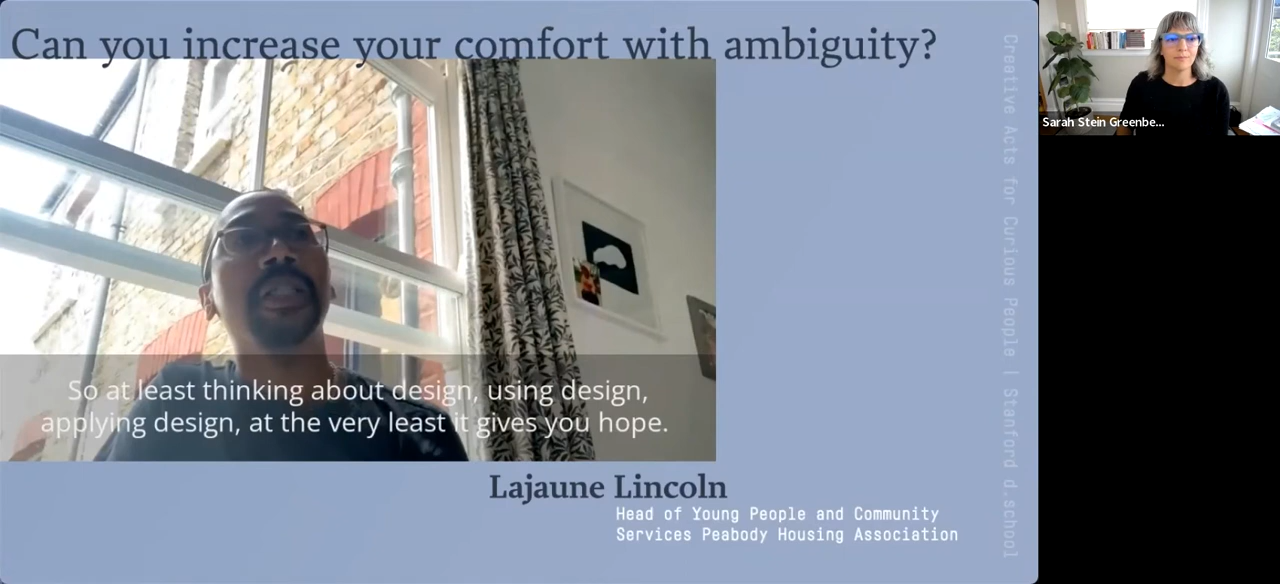 Can you increase your comfort with ambiguity?
So at least thinking about design, using design,
applying design, at the very least it gives you hope.
Lajaune Lincoln
Head of Young People and Community
Services Peabody Housing Association
Creative Acts for Curious People | Stanford d.school
Sarah Stein Greenbe...